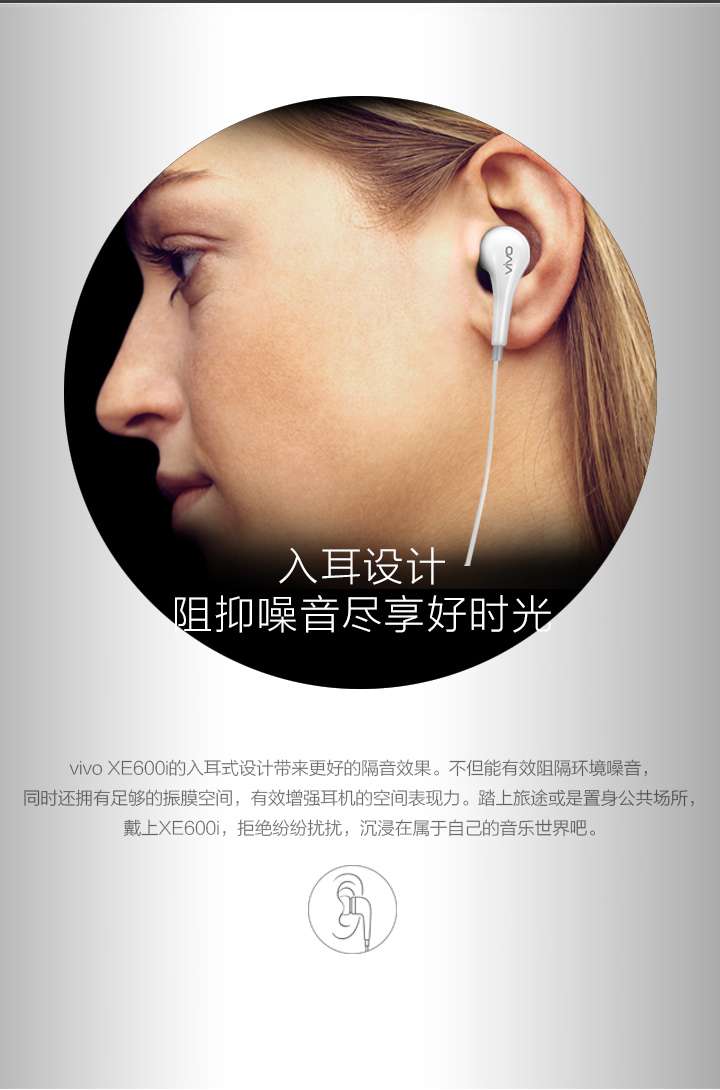 vivo
入耳设计
阻抑噪音尽享好时光
vivo XE600i的入耳式设计带来更好的隔音效果。不但能有效阻隔环境噪音，
同时还拥有足够的振膜空间，有效增强耳机的空间表现力。踏上旅途或是置身公共场所，
戴上XE600i，拒绝纷纷扰扰，沉浸在属于自己的音乐世界吧。